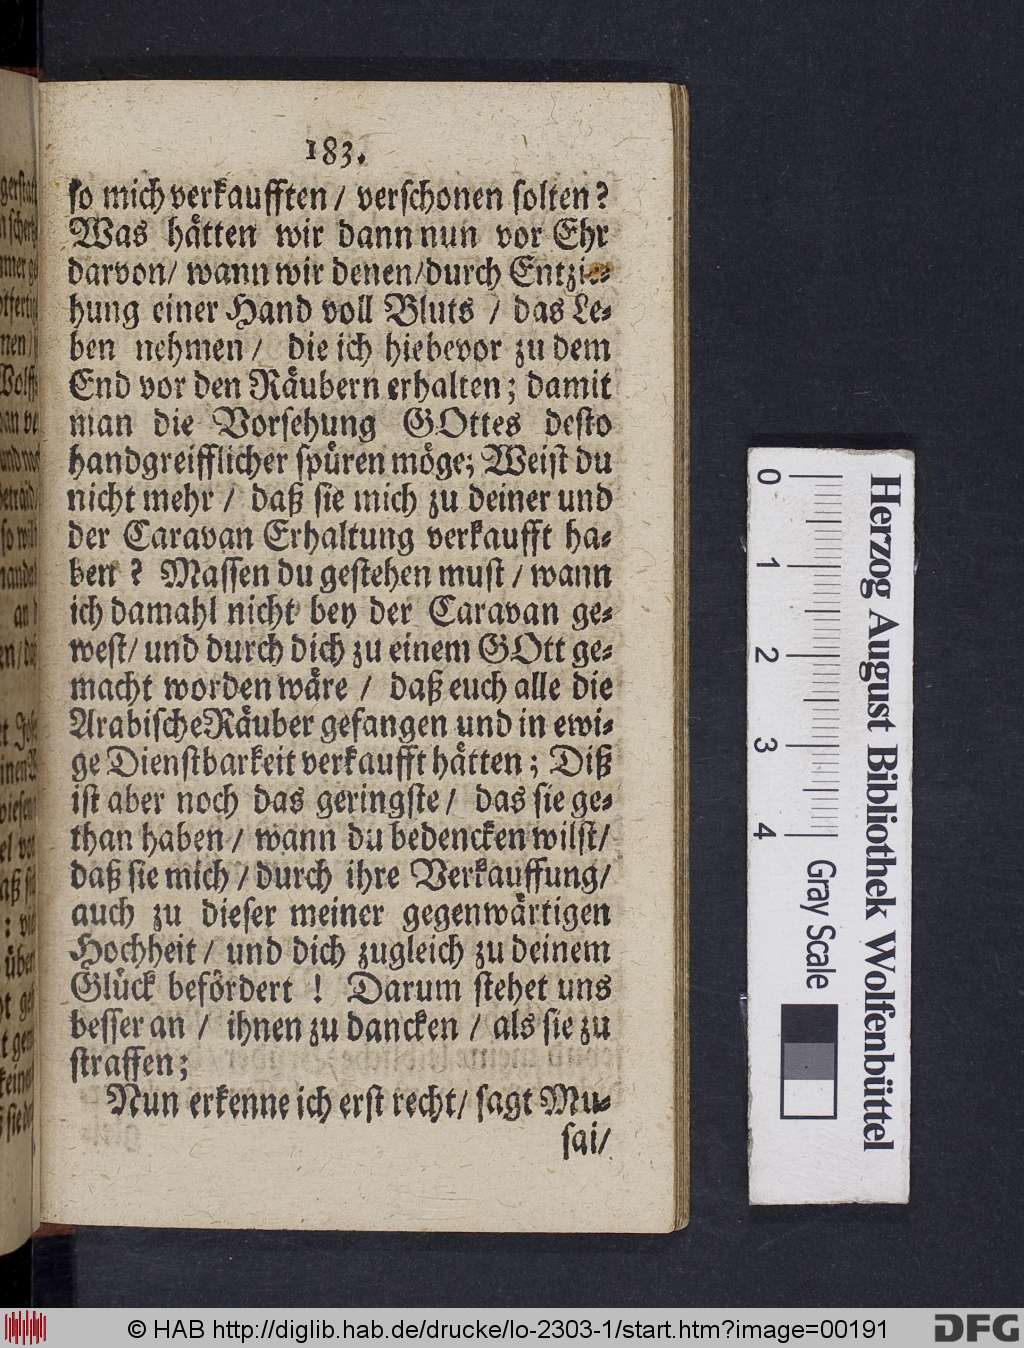 183.
so mich verkaufften / verschonen solten?
Was hätten wir dann nun vor Ehr
darvon / wann wir denen / durch Entzie-
hung einer Hand voll Bluts / das Le-
ben nehmen / die ich hiebevor zu dem
End vor den Räubern erhalten; damit
man die Vorsehung GOttes desto
handgreifflicher spüren möge; Weist du
nicht mehr / daß sie mich zu deiner und
der Caravan Erhaltung verkaufft ha-
ben? Massen du gestehen must / wann
ich damahl nicht bey der Caravan ge-
west / und durch dich zu einem GOtt ge-
macht worden wäre / daß euch alle die
Arabische Räuber gefangen und in ewi-
ge Dienstbarkeit verkaufft hätten; Diß
ist aber noch das geringste / das sie ge-
than haben / wann du bedencken wilst /
daß sie mich / durch ihre Verkauffung /
auch zu dieser meiner gegenwärtigen
Hochheit / und dich zugleich zu deinem
Glück befördert ! Darum stehet uns
besser an / ihnen zu dancken / als sie zu
straffen;
Nun erkenne ich erst recht / sagt Mu-
sai /
0 1 2 3 4
Gray Scale
Herzog August Bibliothek Wolfenbüttel
© HAB http://diglib.hab.de/drucke/lo-2303-1/start.htm?image=00191
DFG